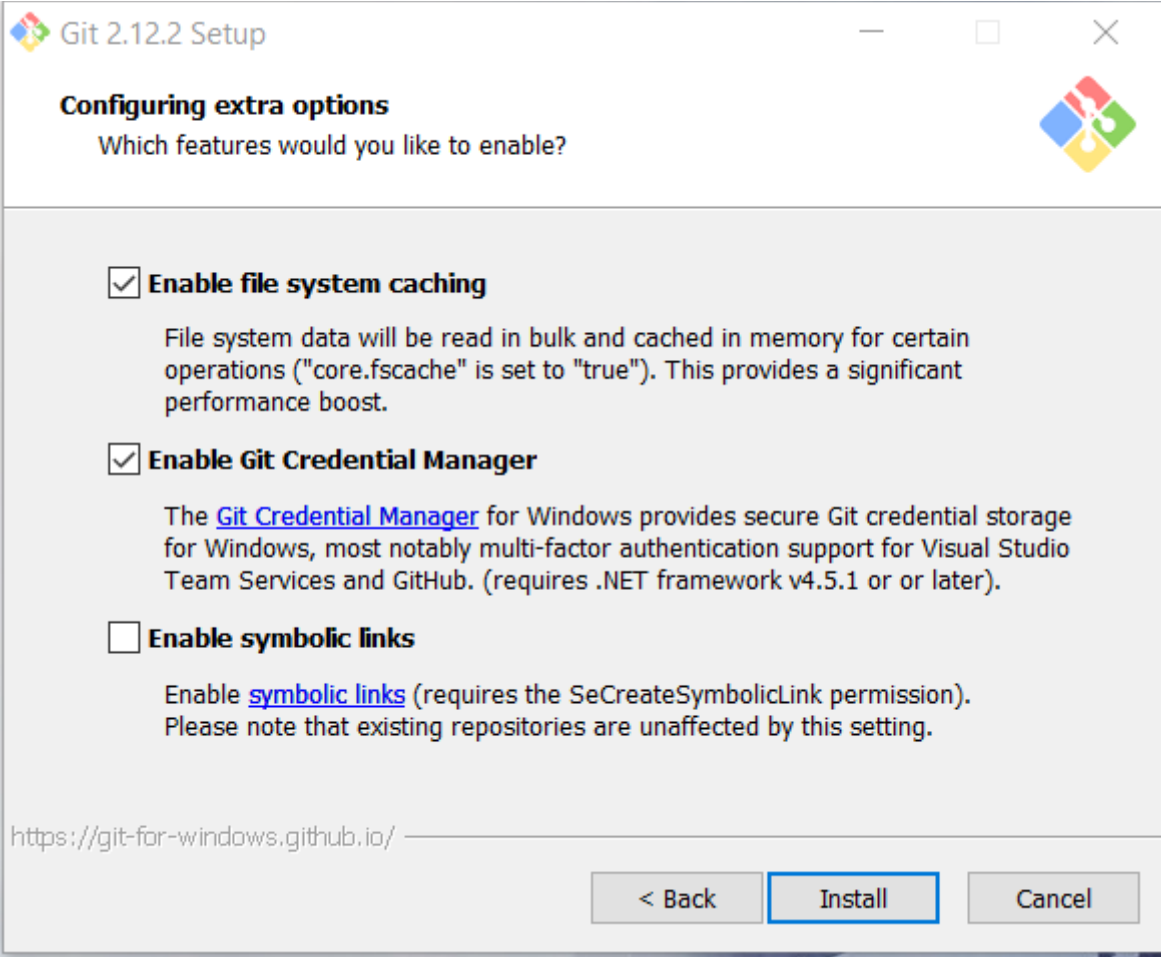 Git 2.12.2 Setup
Configuring extra options
Which features would you like to enable?
Enable file system caching
File system data will be read in bulk and cached in memory for certain
operations ("core.fscache" is set to "true"). This provides a significant
performance boost.
Enable Git Credential Manager
The Git Credential Manager for Windows provides secure Git credential storage
for Windows, most notably multi-factor authentication support for Visual Studio
Team Services and GitHub. (requires .NET framework v4.5.1 or or later).
Enable symbolic links
Enable symbolic links (requires the SeCreateSymbolicLink permission).
Please note that existing repositories are unaffected by this setting.
https://git-for-windows.github.io/
< Back Install Cancel